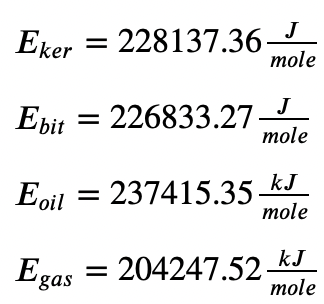 E_ker = 228137.36 J/mole
E_bit = 226833.27 J/mole
E_oil = 237415.35 kJ/mole
E_gas = 204247.52 kJ/mole